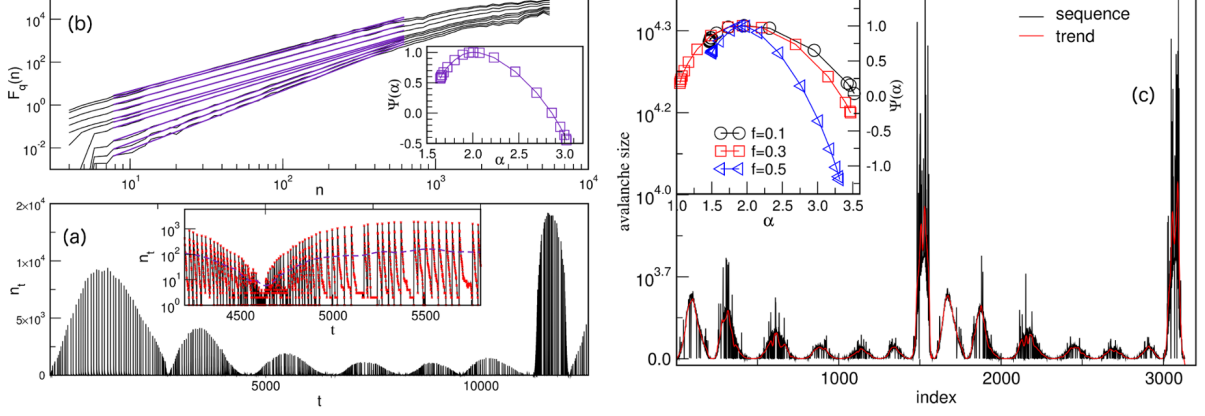 (b)
F_q(n)
10^4
10^2
10^0
10^-2
10^1
10^2
10^3
10^4
n
Ψ(α)
1.0
0.5
0.0
-0.5
1.5
2.0
2.5
3.0
α
(a)
n_t
2×10^4
1×10^4
5×10^3
0
5000
10000
t
n_t
10^3
10^2
10^1
10^0
4500
5000
5500
t
(c)
sequence
trend
avalanche size
10^4.3
10^4.2
10^4.0
10^3.7
0.0
1000
2000
3000
index
f=0.1
f=0.3
f=0.5
1.0
1.5
2.0
2.5
3.0
3.5
α
1.0
0.5
0.0
-0.5
-1.0
Ψ(α)